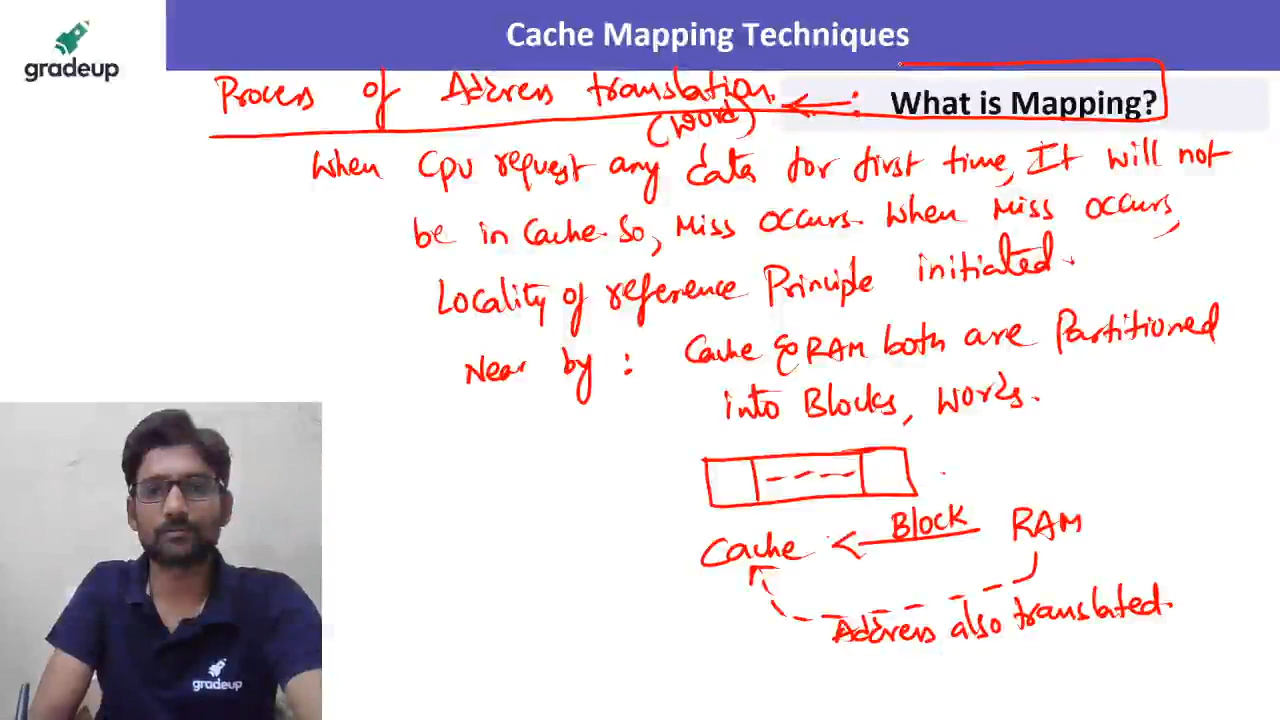 Cache Mapping Techniques
gradeup
Process of Address translation. : What is Mapping?
(Word)
When CPU request any data for first time, It will not
be in Cache. So, Miss occurs. When Miss occurs,
Locality of reference Principle initiated.
Near by : Cache & RAM both are Partitioned
into Blocks, words.
Cache Block RAM
Address also translated.
gradeup